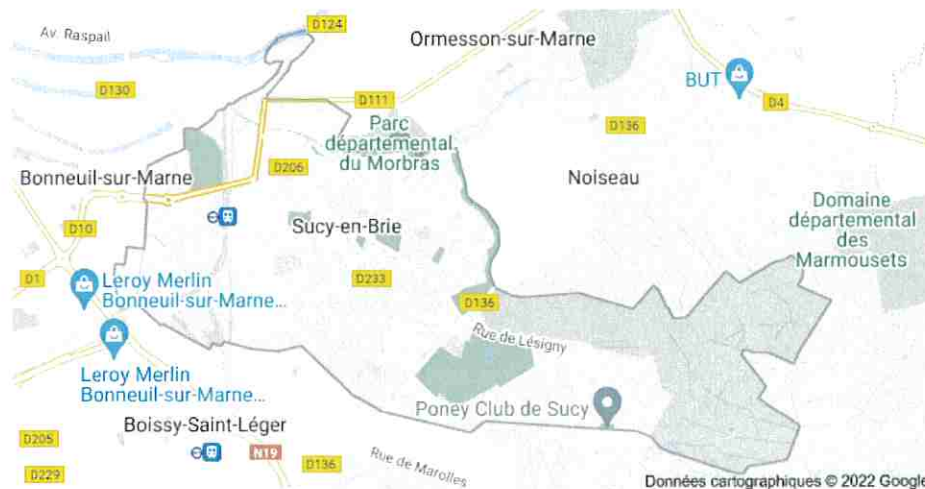 D124
Av. Raspail
Ormesson-sur-Marne
BUT
D130
D111
D4
Parc
départemental
du Morbras
D136
D206
Bonneuil-sur-Marne
Noiseau
Domaine
départemental
des
Marmousets
Sucy-en-Brie
D10
D1
Leroy Merlin
Bonneuil-sur-Marne...
D233
D136
Rue de Lésigny
Leroy Merlin
Bonneuil-sur-Marne...
Poney Club de Sucy
Boissy-Saint-Léger
D205
N19
D136
Rue de Marolles
D229
Données cartographiques © 2022 Google